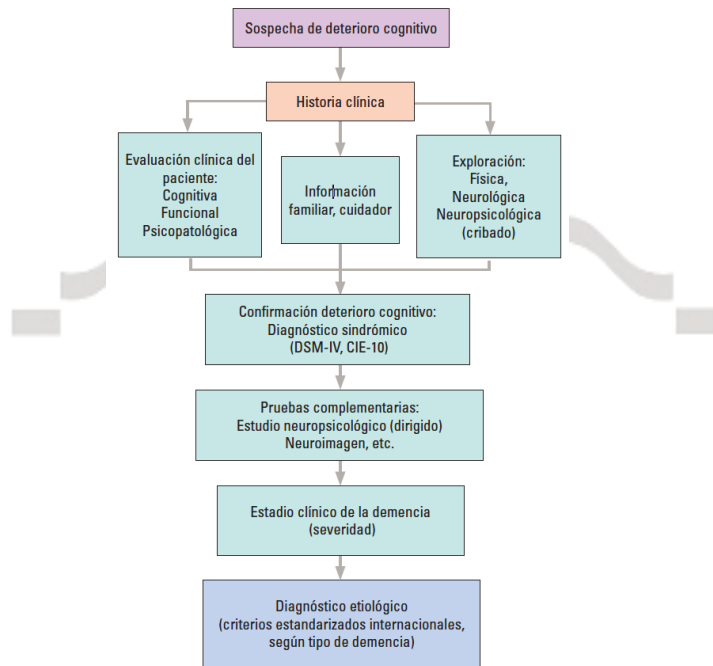 Sospecha de deterioro cognitivo
Historia clínica
Evaluación clínica del
paciente:
Cognitiva
Funcional
Psicopatológica
Información
familiar, cuidador
Exploración:
Física,
Neurológica
Neuropsicológica
(cribado)
Confirmación deterioro cognitivo:
Diagnóstico sindrómico
(DSM-IV, CIE-10)
Pruebas complementarias:
Estudio neuropsicológico (dirigido)
Neuroimagen, etc.
Estadio clínico de la demencia
(severidad)
Diagnóstico etiológico
(criterios estandarizados internacionales,
según tipo de demencia)